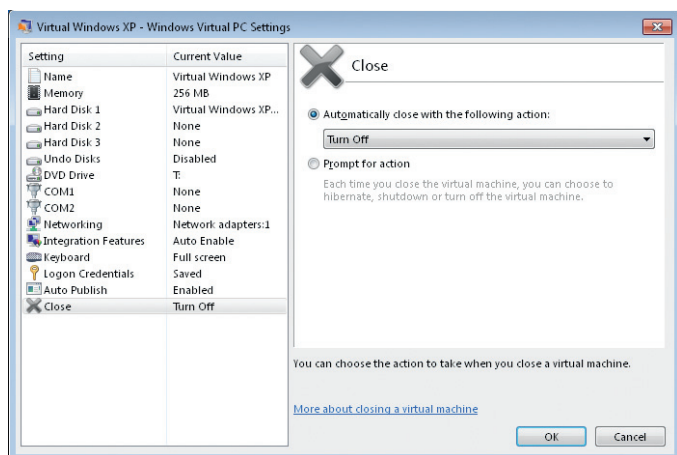 Virtual Windows XP - Windows Virtual PC Settings
Setting Current Value
Name Virtual Windows XP
Memory 256 MB
Hard Disk 1 Virtual Windows XP...
Hard Disk 2 None
Hard Disk 3 None
Undo Disks Disabled
DVD Drive T:
COM1 None
COM2 None
Networking Network adapters:1
Integration Features Auto Enable
Keyboard Full screen
Logon Credentials Saved
Auto Publish Enabled
Close Turn Off
Close
Automatically close with the following action:
Turn Off
Prompt for action
Each time you close the virtual machine, you can choose to
hibernate, shutdown or turn off the virtual machine.
You can choose the action to take when you close a virtual machine.
More about closing a virtual machine
OK Cancel